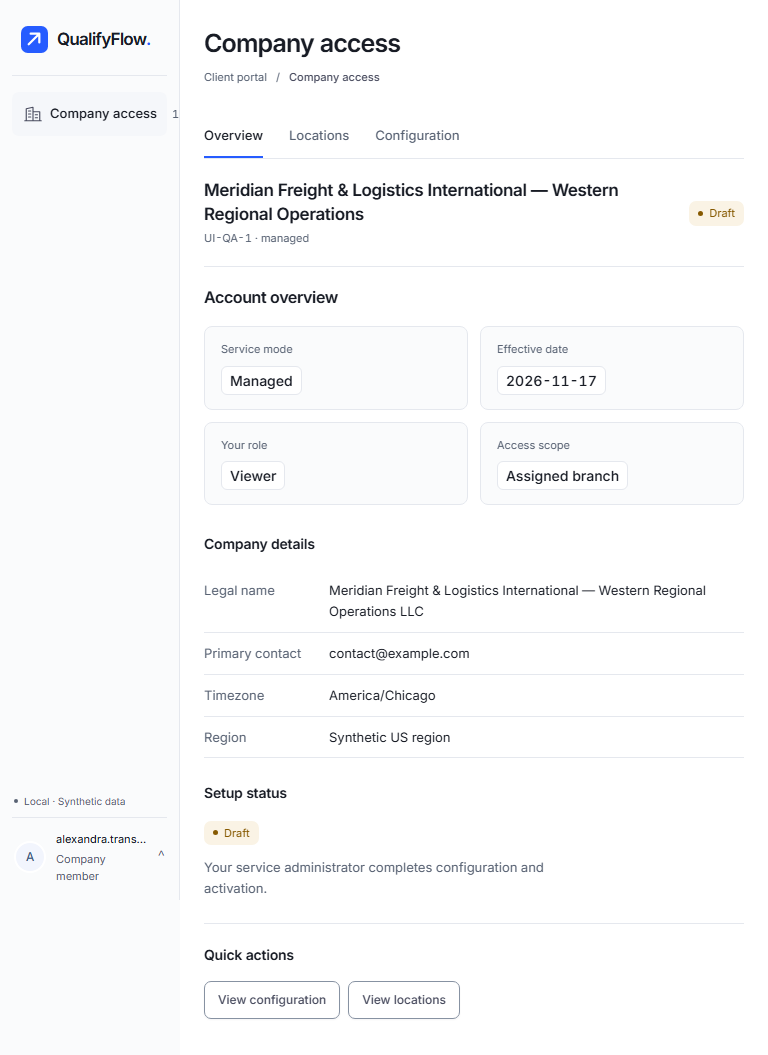 QualifyFlow.
Company access 1
Local · Synthetic data
alexandra.trans...
A
Company
member
^
Company access
Client portal / Company access
Overview Locations Configuration
Meridian Freight & Logistics International — Western
Regional Operations
Draft
UI-QA-1 · managed
Account overview
Service mode
Managed
Effective date
2026-11-17
Your role
Viewer
Access scope
Assigned branch
Company details
Legal name Meridian Freight & Logistics International — Western Regional
Operations LLC
Primary contact contact@example.com
Timezone America/Chicago
Region Synthetic US region
Setup status
Draft
Your service administrator completes configuration and
activation.
Quick actions
View configuration View locations